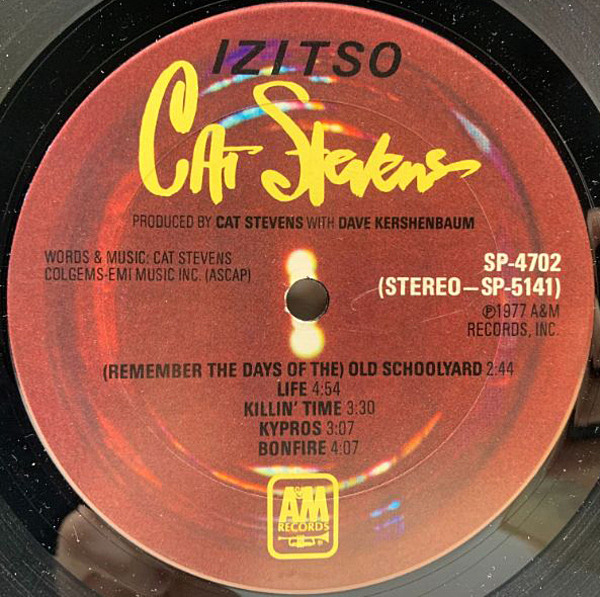 IZITSO
Cat Stevens
PRODUCED BY CAT STEVENS WITH DAVE KERSHENBAUM
WORDS & MUSIC: CAT STEVENS
COLGEMS-EMI MUSIC INC. (ASCAP)
SP-4702
(STEREO–SP-5141)
℗1977 A&M
RECORDS, INC.
(REMEMBER THE DAYS OF THE) OLD SCHOOLYARD 2:44
LIFE 4:54
KILLIN' TIME 3:30
KYPROS 3:07
BONFIRE 4:07
A&M
RECORDS